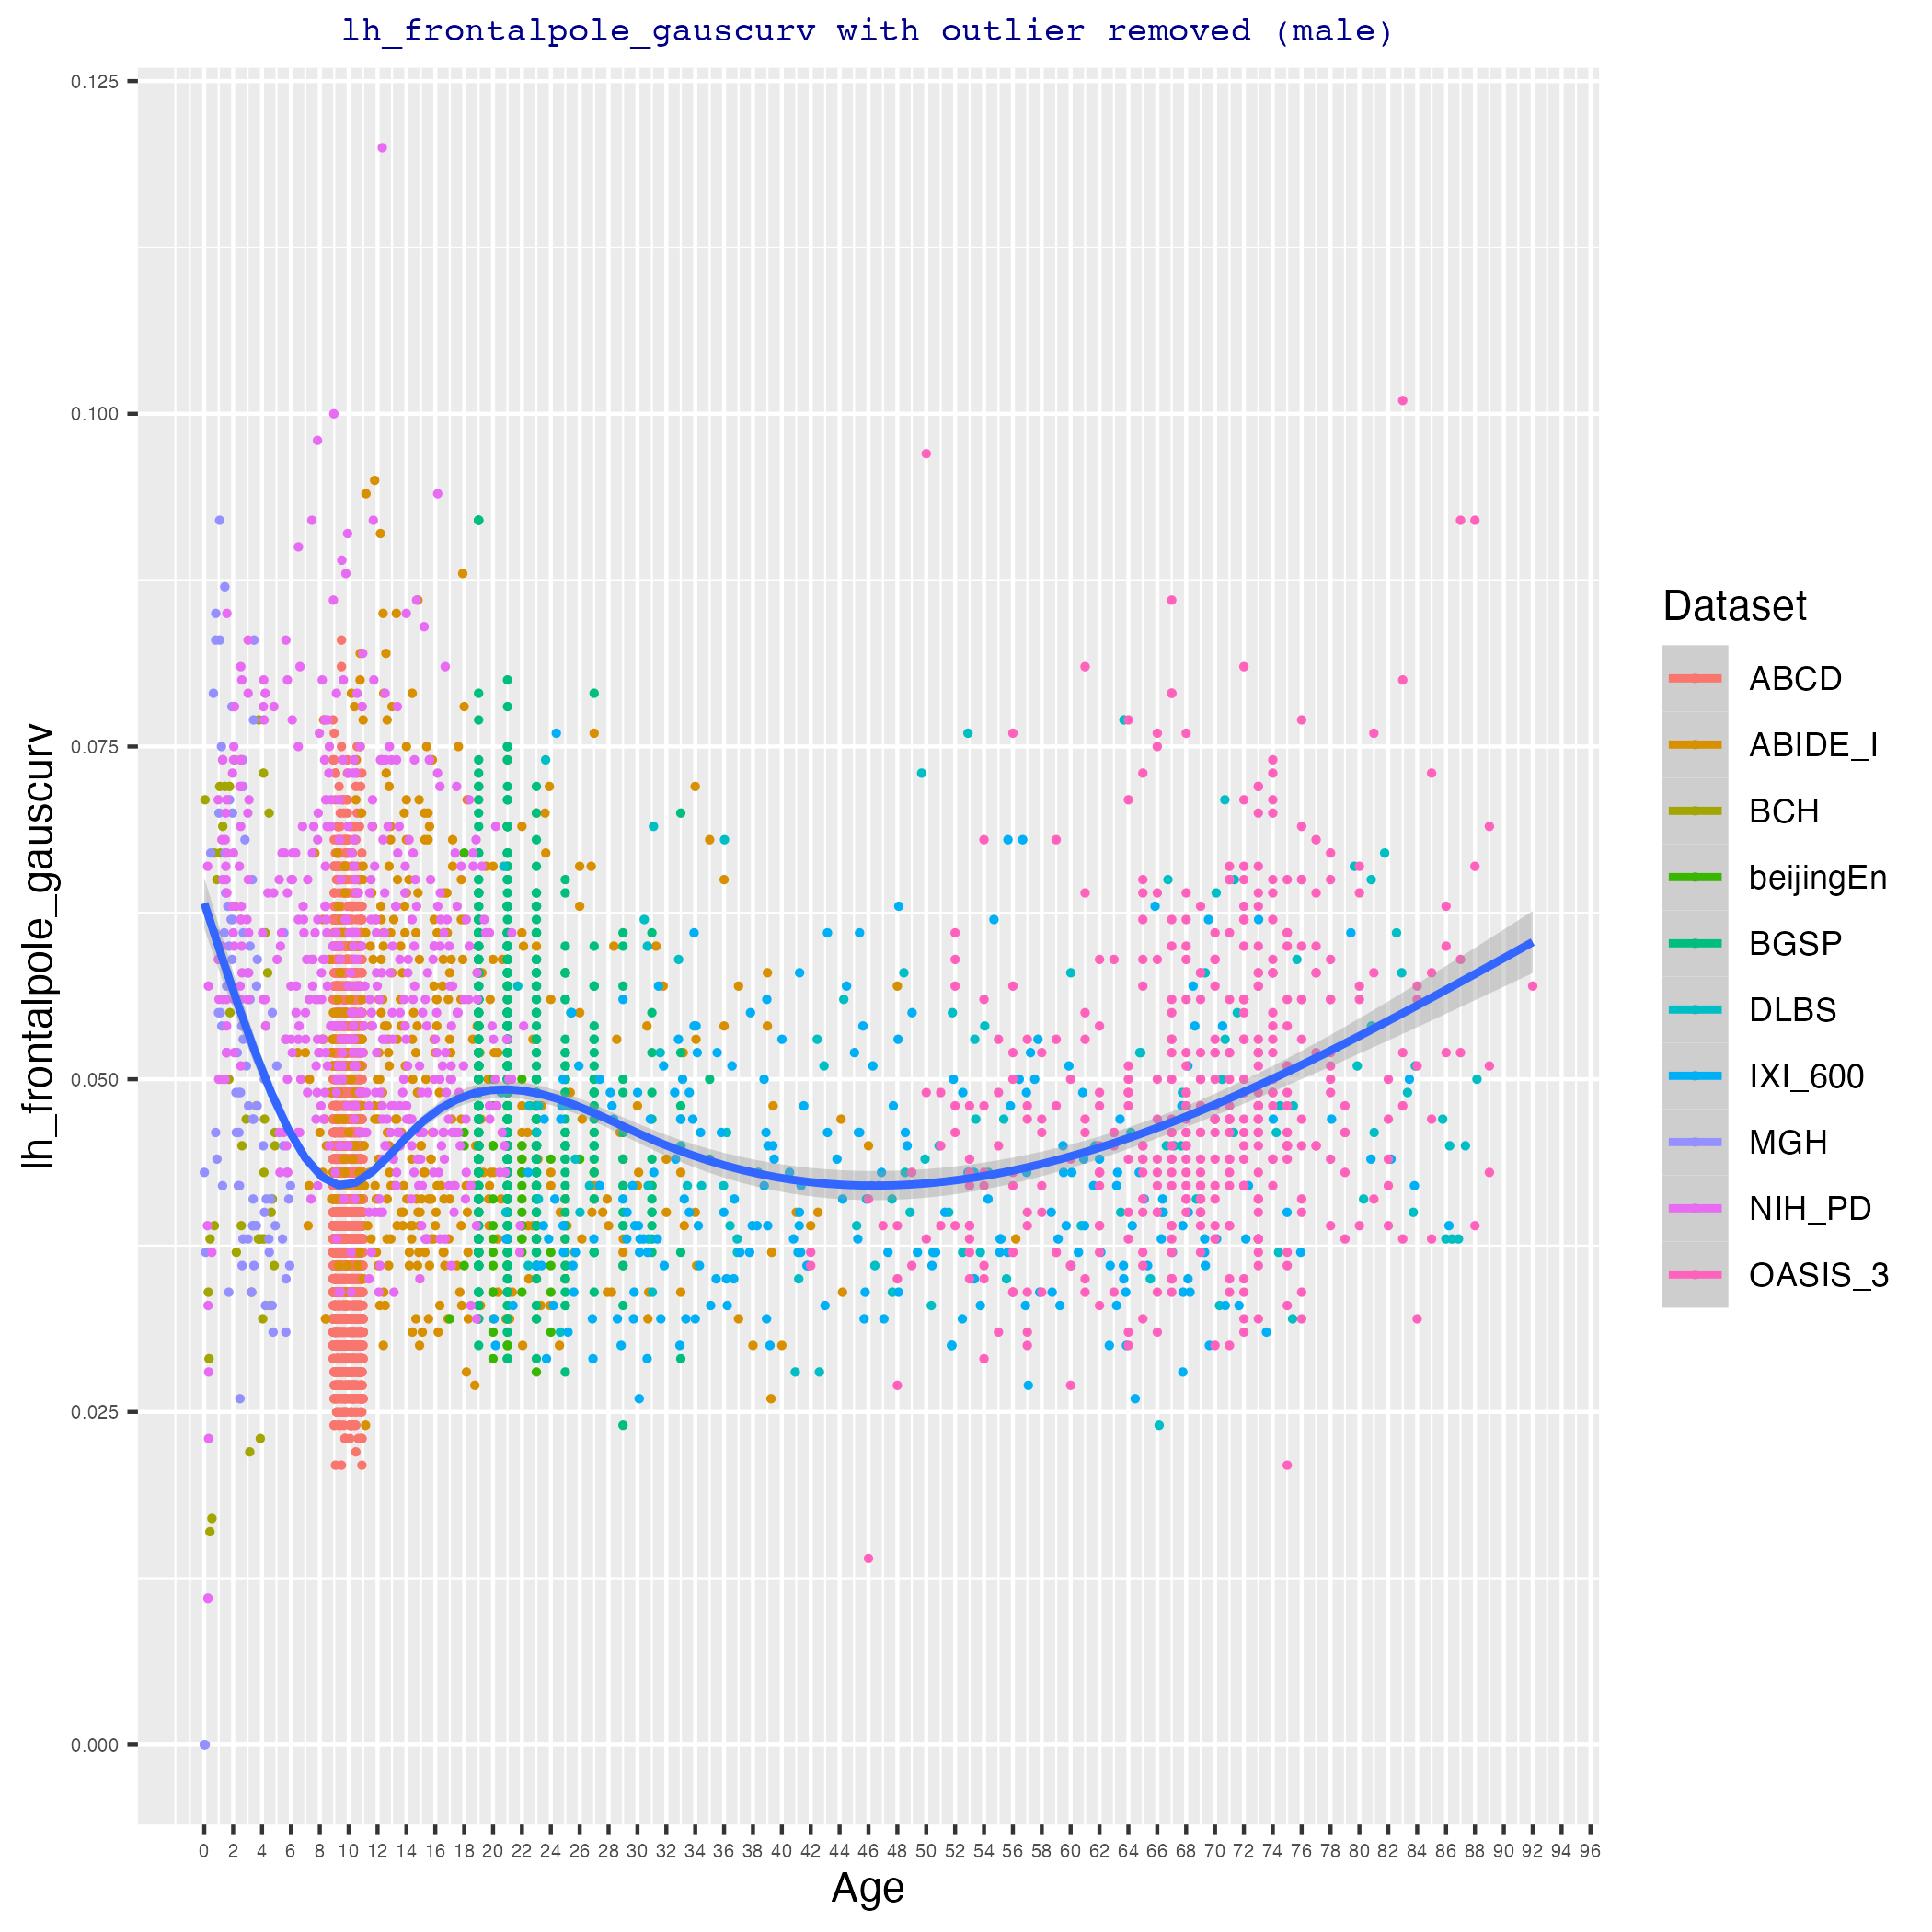 lh_frontalpole_gauscurv with outlier removed (male)
lh_frontalpole_gauscurv
0.125
0.100
0.075
0.050
0.025
0.000
0 2 4 6 8 10 12 14 16 18 20 22 24 26 28 30 32 34 36 38 40 42 44 46 48 50 52 54 56 58 60 62 64 66 68 70 72 74 76 78 80 82 84 86 88 90 92 94 96
Age
Dataset
ABCD
ABIDE_I
BCH
beijingEn
BGSP
DLBS
IXI_600
MGH
NIH_PD
OASIS_3